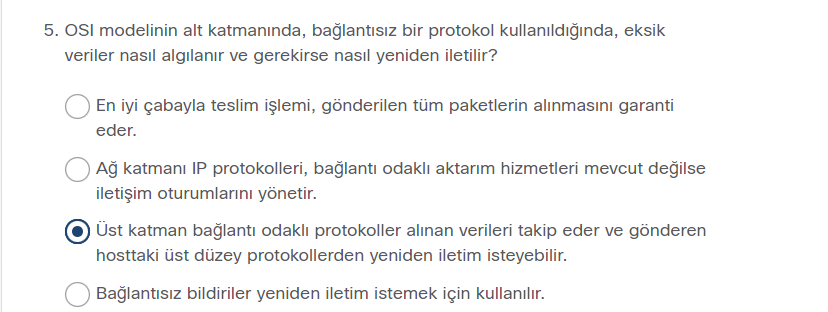 5. OSI modelinin alt katmanında, bağlantısız bir protokol kullanıldığında, eksik
veriler nasıl algılanır ve gerekirse nasıl yeniden iletilir?
En iyi çabayla teslim işlemi, gönderilen tüm paketlerin alınmasını garanti
eder.
Ağ katmanı IP protokolleri, bağlantı odaklı aktarım hizmetleri mevcut değilse
iletişim oturumlarını yönetir.
Üst katman bağlantı odaklı protokoller alınan verileri takip eder ve gönderen
hosttaki üst düzey protokollerden yeniden iletim isteyebilir.
Bağlantısız bildiriler yeniden iletim istemek için kullanılır.